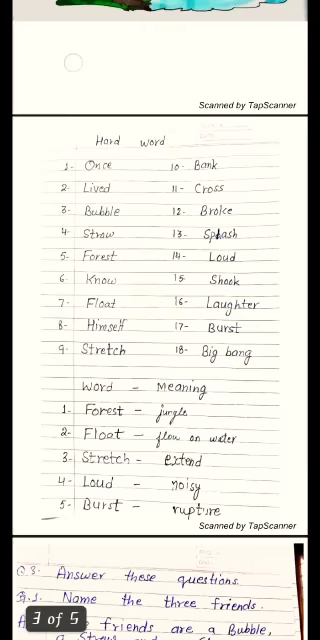 Scanned by TapScanner
Hard word
1- Once 10- Bank
2- Lived 11- Cross
3- Bubble 12- Broke
4- Straw 13- Splash
5- Forest 14- Loud
6- Know 15 Shook
7- Float 16- Laughter
8- Himself 17- Burst
9- Stretch 18- Big bang
Word - Meaning
1- Forest - jungle
2- Float - flow on water
3- Stretch - extend
4- Loud - noisy
5- Burst - rupture
Scanned by TapScanner
Q.3. Answer these questions.
Q.1. Name the three friends.
3 of 5
friends are a Bubble,
a Straw and